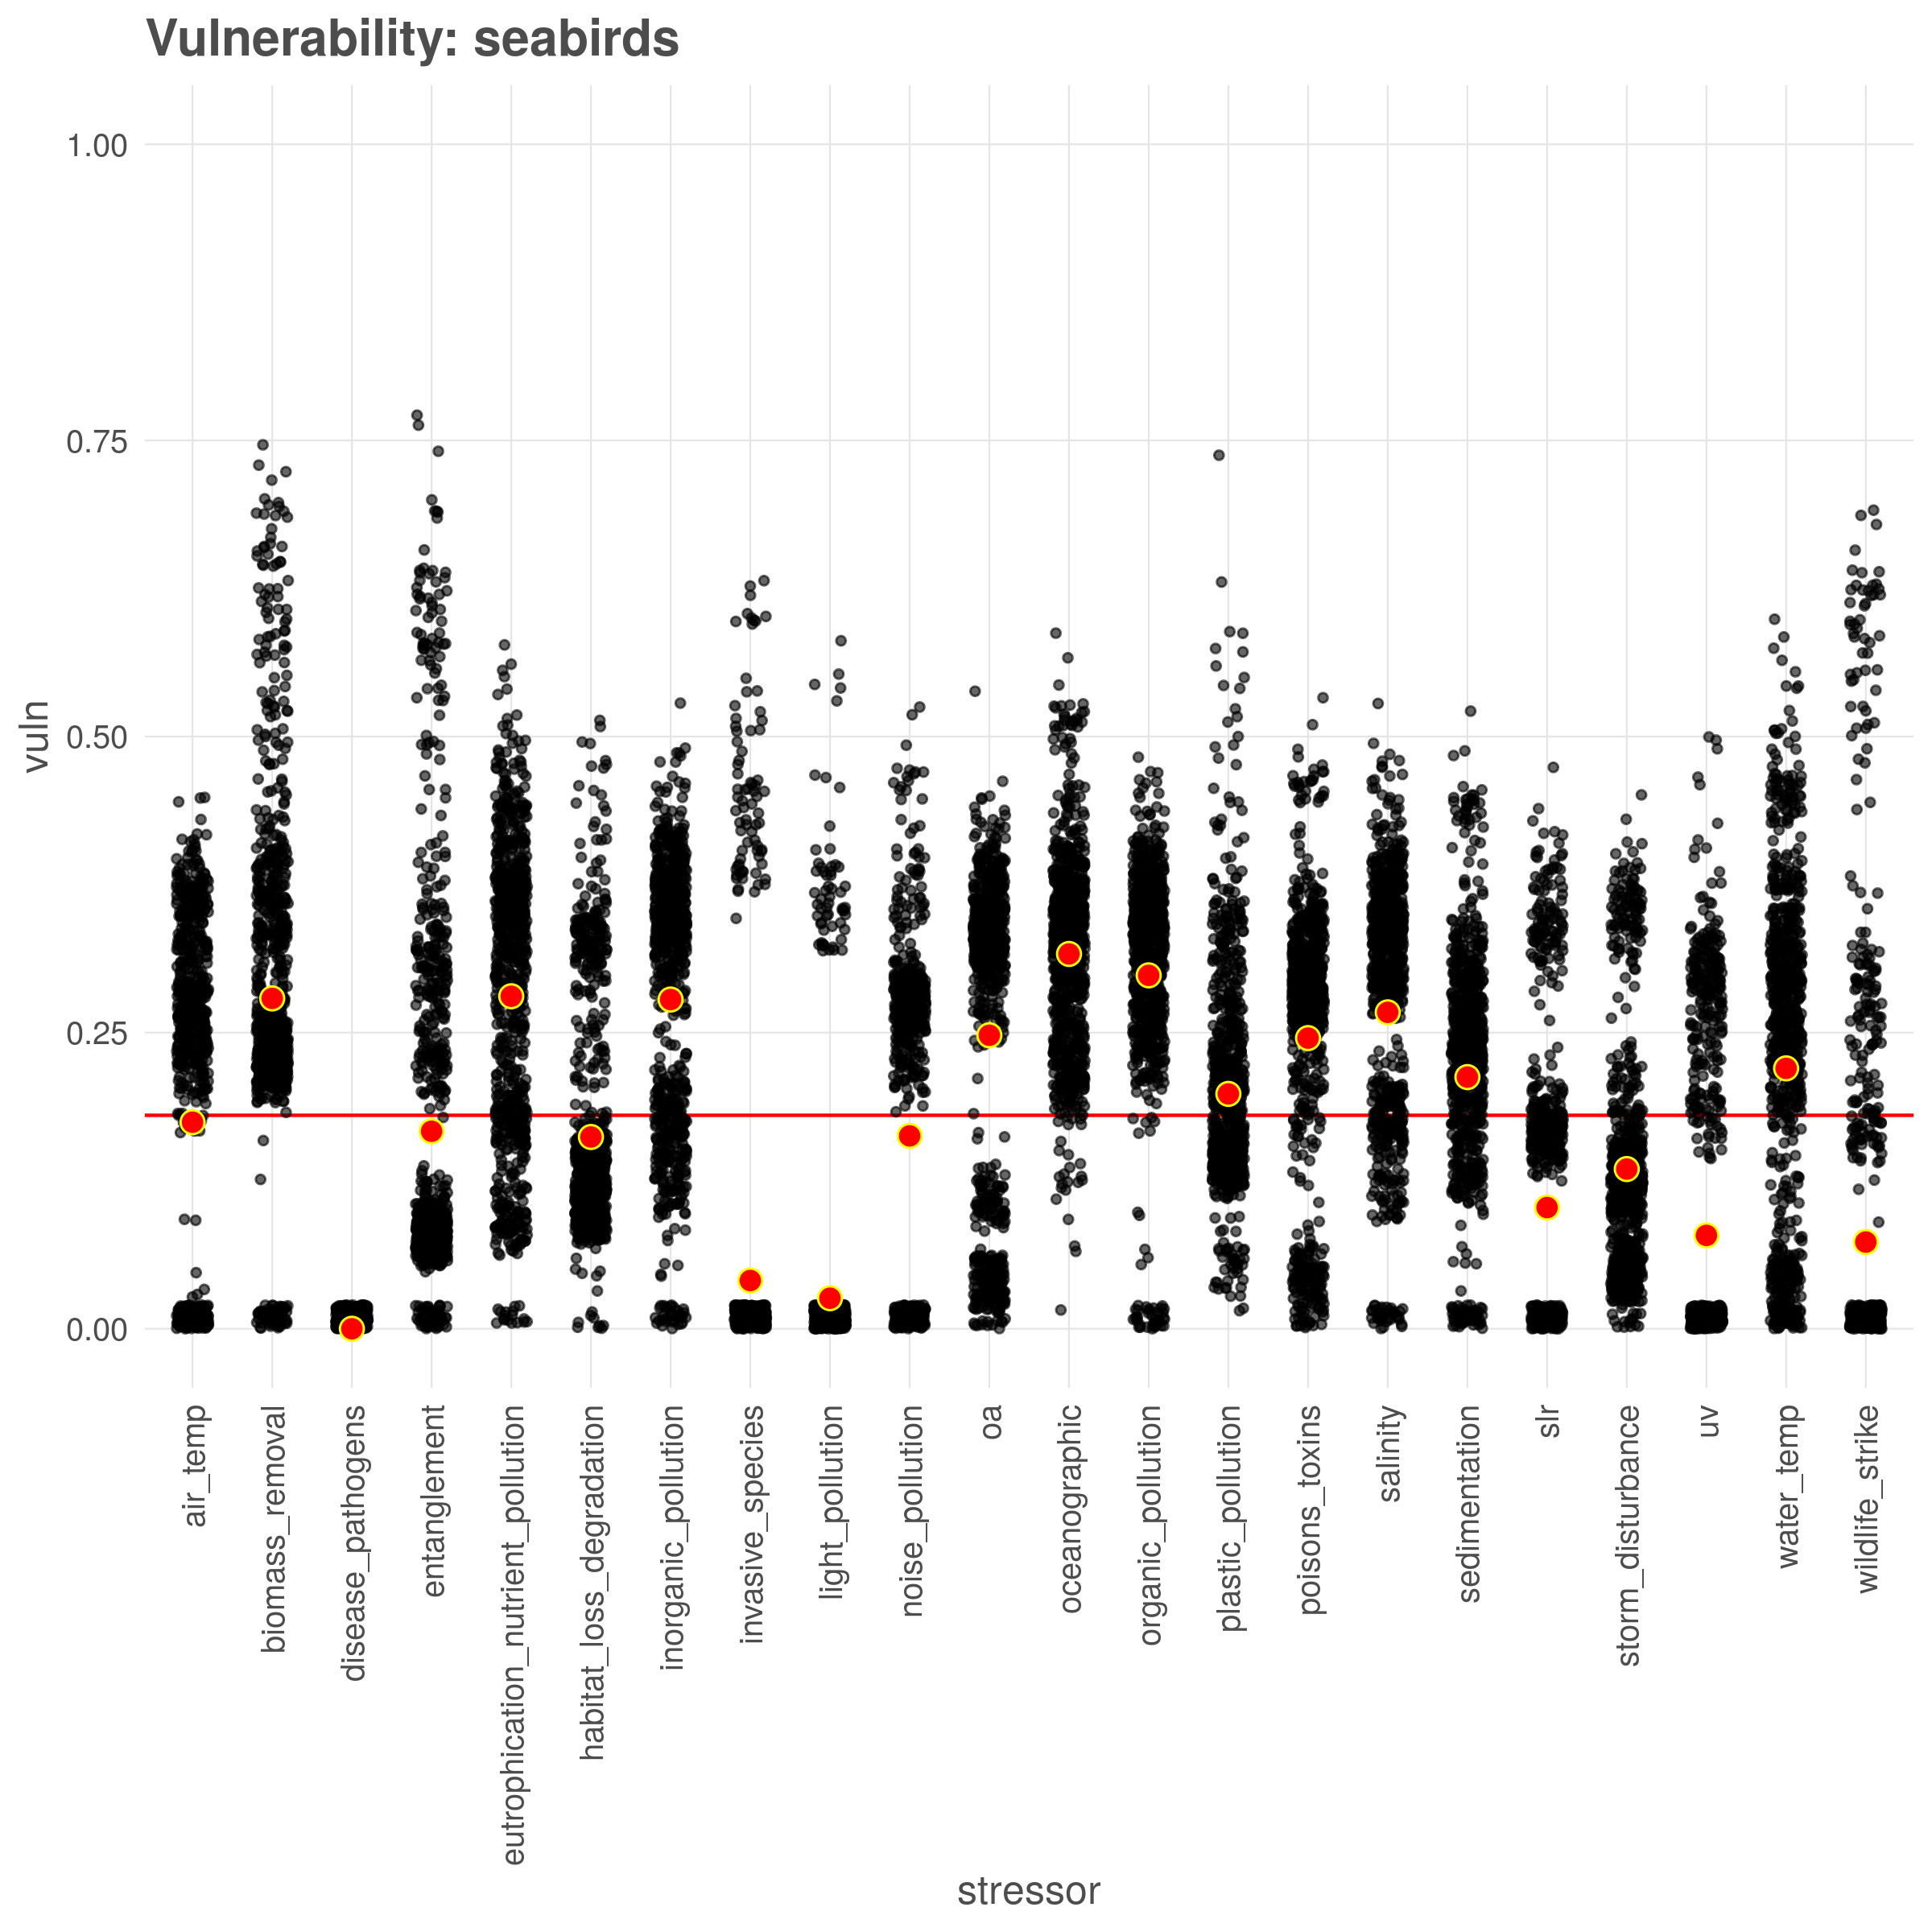 Vulnerability: seabirds
1.00
0.75
0.50
0.25
0.00
vuln
air_temp
biomass_removal
disease_pathogens
entanglement
eutrophication_nutrient_pollution
habitat_loss_degradation
inorganic_pollution
invasive_species
light_pollution
noise_pollution
oa
oceanographic
organic_pollution
plastic_pollution
poisons_toxins
salinity
sedimentation
slr
storm_disturbance
uv
water_temp
wildlife_strike
stressor